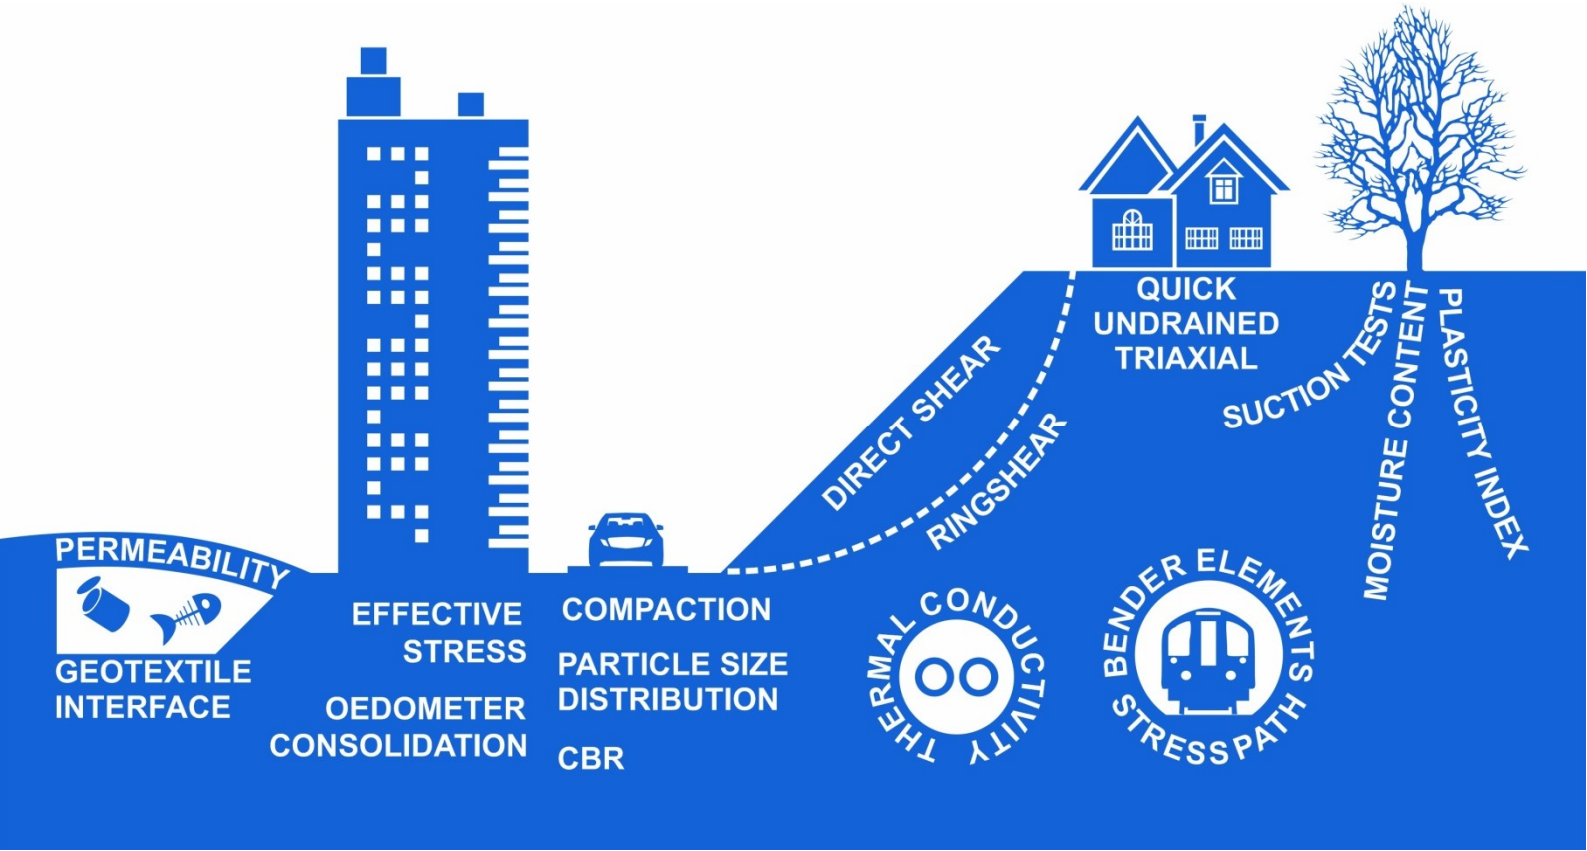 PERMEABILITY
GEOTEXTILE
INTERFACE
EFFECTIVE
STRESS
OEDOMETER
CONSOLIDATION
COMPACTION
PARTICLE SIZE
DISTRIBUTION
CBR
DIRECT SHEAR
RINGSHEAR
QUICK
UNDRAINED
TRIAXIAL
SUCTION TESTS
MOISTURE CONTENT
PLASTICITY INDEX
THERMAL CONDUCTIVITY
BENDER ELEMENTS
STRESS PATH